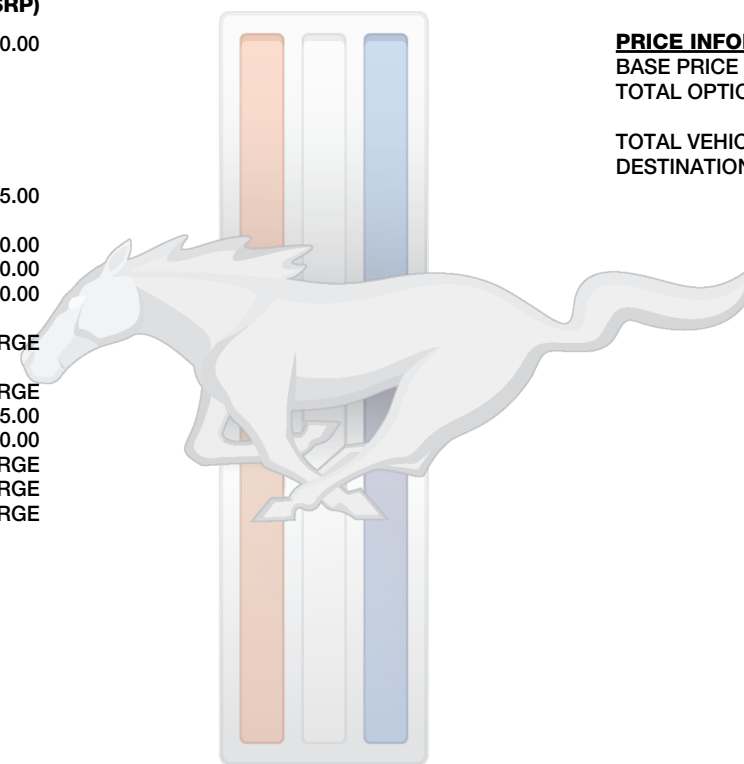 SRP)
0.00
5.00
0.00
0.00
0.00
RGE
RGE
5.00
0.00
RGE
RGE
RGE
PRICE INFO
BASE PRICE
TOTAL OPTIO
TOTAL VEHIC
DESTINATION